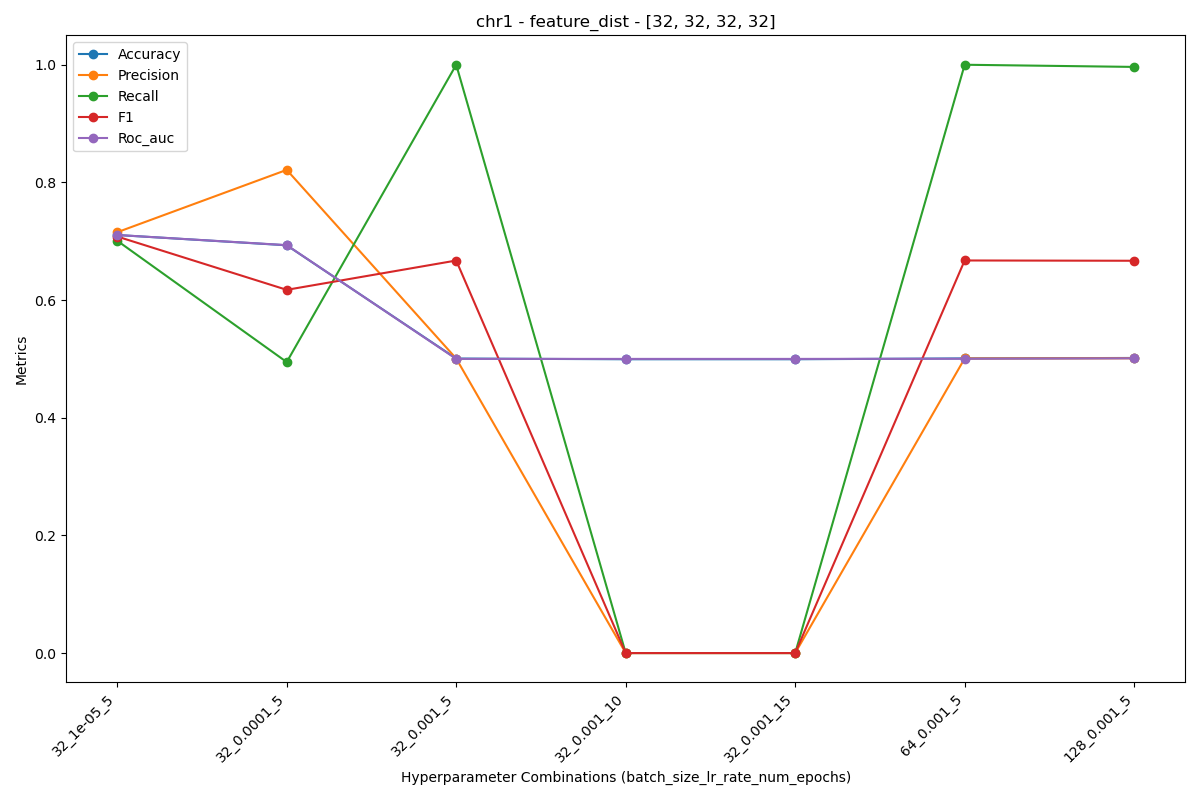 chr1 - feature_dist - [32, 32, 32, 32]
Accuracy
Precision
Recall
F1
Roc_auc
1.0
0.8
0.6
0.4
0.2
0.0
Metrics
32_1e-05_5
32_0.0001_5
32_0.001_5
32_0.001_10
32_0.001_15
64_0.001_5
128_0.001_5
Hyperparameter Combinations (batch_size_lr_rate_num_epochs)